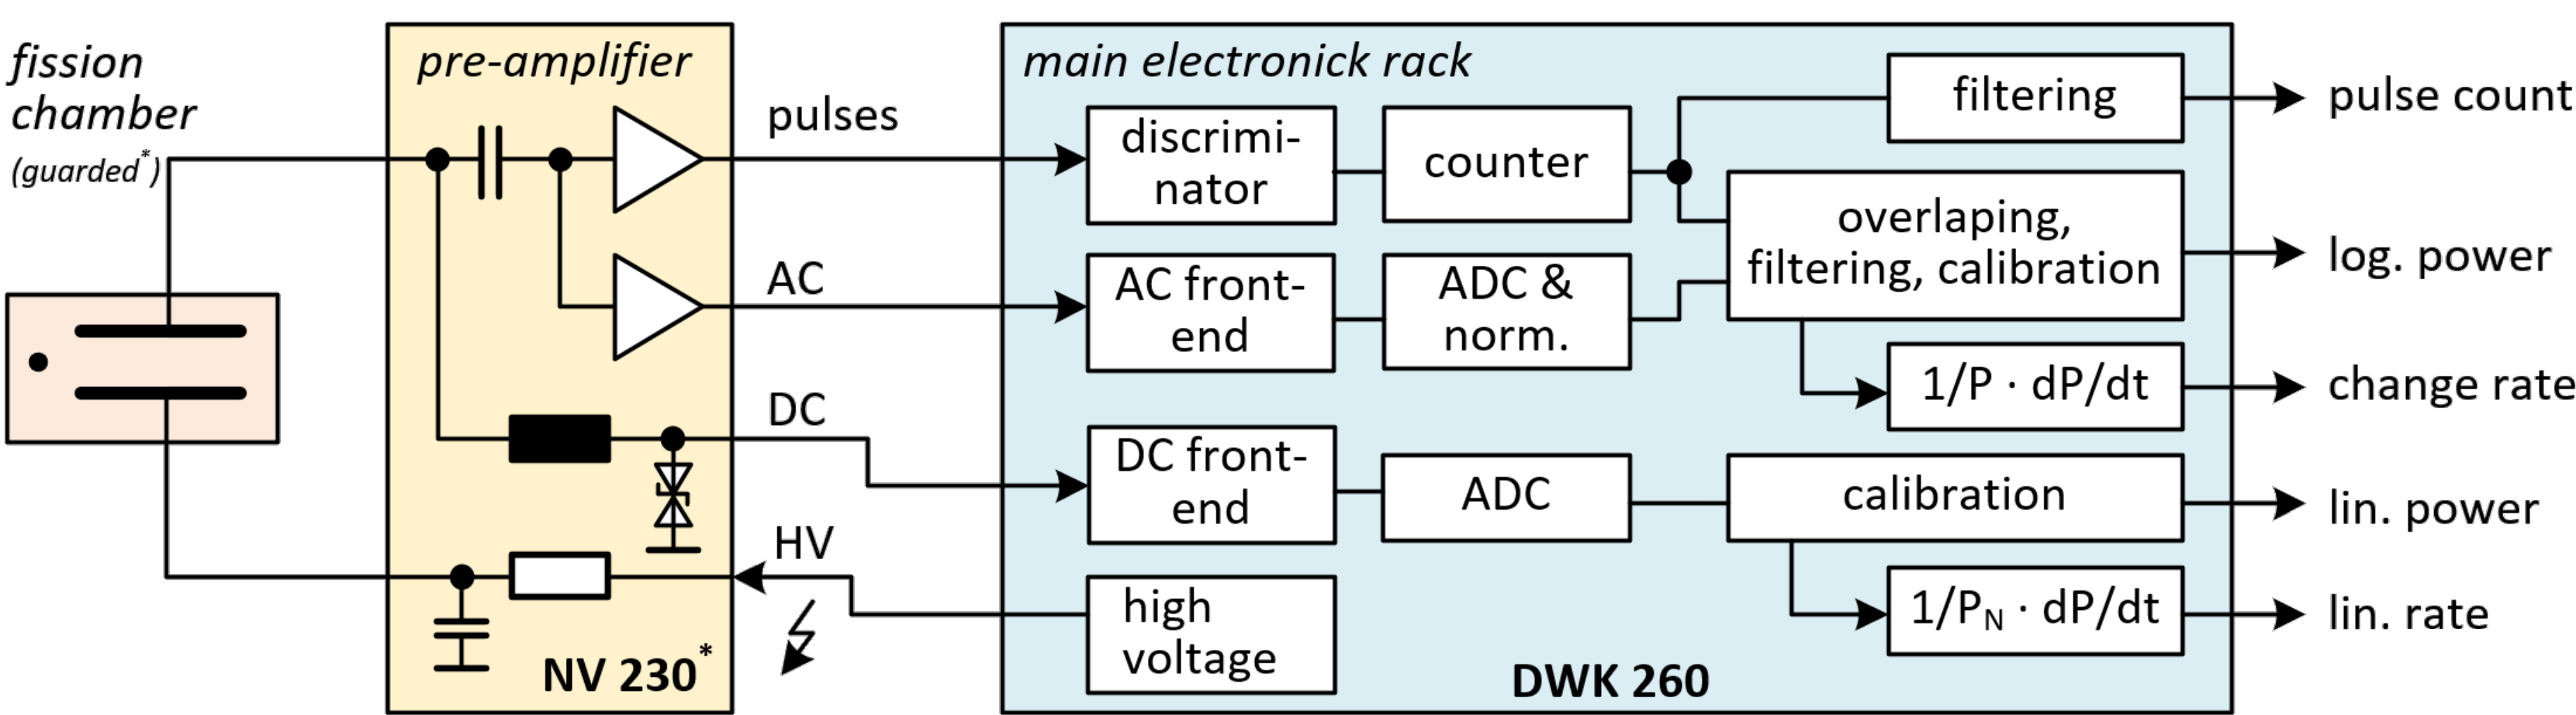 fission
chamber
(guarded*)
pre-amplifier
NV 230*
pulses
AC
DC
HV
main electronick rack
discrimi-
nator
counter
filtering
overlaping,
filtering, calibration
AC front-
end
ADC &
norm.
1/P · dP/dt
DC front-
end
ADC
calibration
1/PN · dP/dt
high
voltage
DWK 260
pulse count
log. power
change rate
lin. power
lin. rate